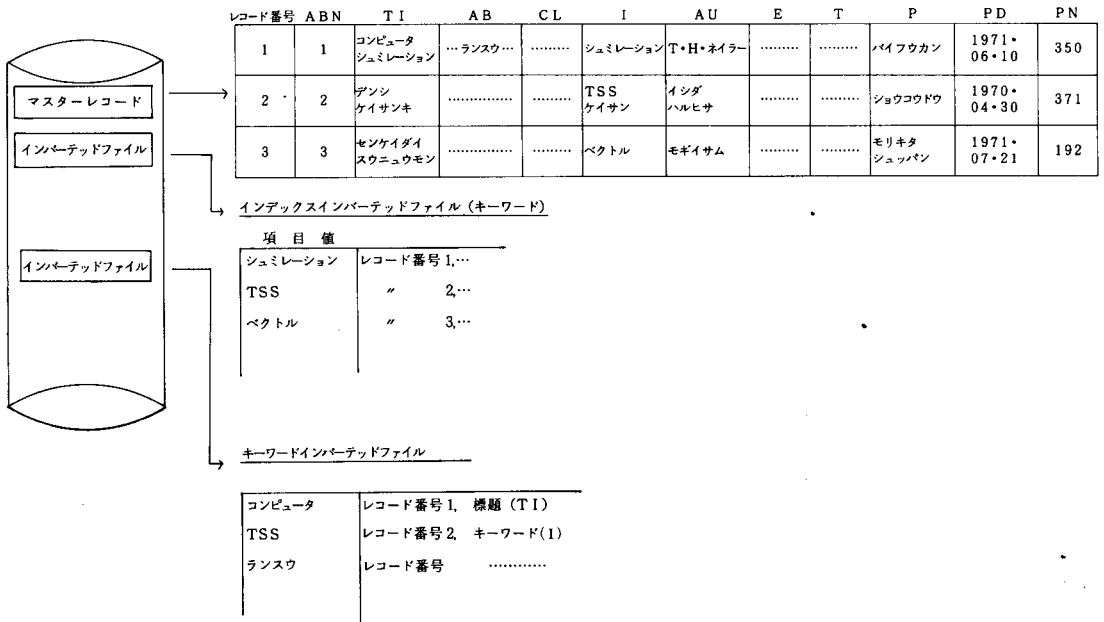 レコード番号 ABN TI AB CL I AU E T P PD PN
1 1 コンピュータ シュミレーション …ランスウ… ……… シュミレーション T・H・ネイラー ……… ……… バイフウカン 1971・06・10 350
2 2 デンシ ケイサンキ …………… ……… TSS ケイサン イシダ ハルヒサ ……… ……… ショウコウドウ 1970・04・30 371
3 3 センケイダイ スウニュウモン …………… ……… ベクトル モギイサム ……… ……… モリキタ シュッパン 1971・07・21 192
マスターレコード
インバーテッドファイル
インバーテッドファイル
インデックスインバーテッドファイル (キーワード)
項目値
シュミレーション レコード番号 1,…
TSS 〃 2,…
ベクトル 〃 3,…
キーワードインバーテッドファイル
コンピュータ レコード番号 1, 標題 (TI)
TSS レコード番号 2, キーワード(I)
ランスウ レコード番号 …………